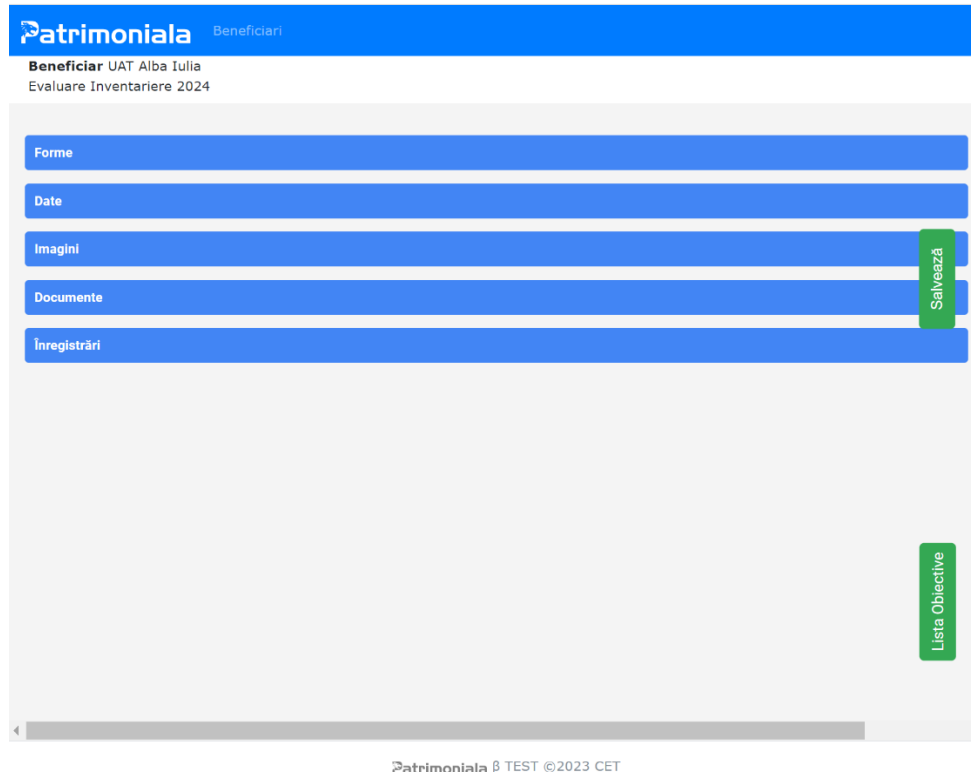 Patrimoniala Beneficiari
Beneficiar UAT Alba Iulia
Evaluare Inventariere 2024
Forme
Date
Imagini
Salvează
Documente
Înregistrări
Lista Obiective
Patrimoniala β TEST ©2023 CET